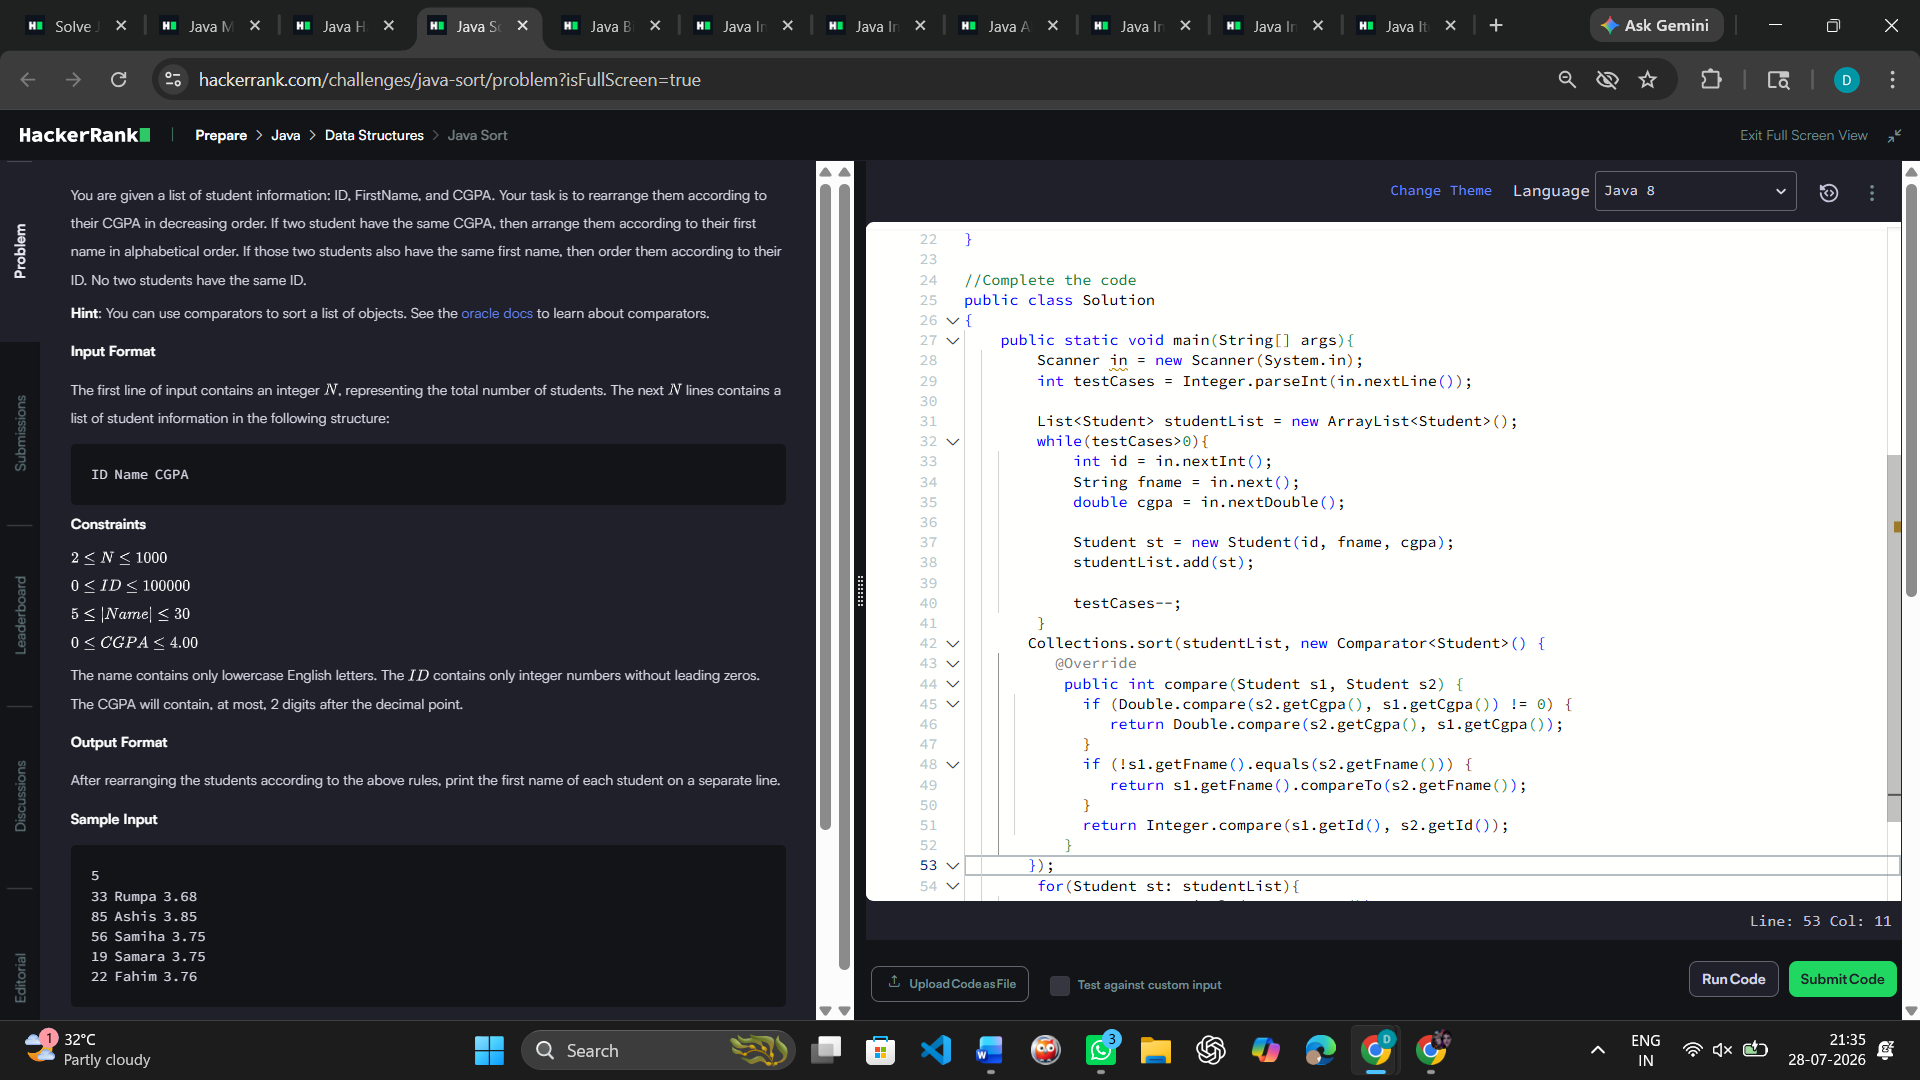 Solve J
Java M
Java H
Java So
Java Bi
Java In
Java In
Java A
Java In
Java In
Java Ite
Ask Gemini
hackerrank.com/challenges/java-sort/problem?isFullScreen=true
D
HackerRank
Prepare > Java > Data Structures > Java Sort
Exit Full Screen View
Problem
Submissions
Leaderboard
Discussions
Editorial
You are given a list of student information: ID, FirstName, and CGPA. Your task is to rearrange them according to
their CGPA in decreasing order. If two student have the same CGPA, then arrange them according to their first
name in alphabetical order. If those two students also have the same first name, then order them according to their
ID. No two students have the same ID.
Hint: You can use comparators to sort a list of objects. See the oracle docs to learn about comparators.
Input Format
The first line of input contains an integer N, representing the total number of students. The next N lines contains a
list of student information in the following structure:
ID Name CGPA
Constraints
2 ≤ N ≤ 1000
0 ≤ ID ≤ 100000
5 ≤ |Name| ≤ 30
0 ≤ CGPA ≤ 4.00
The name contains only lowercase English letters. The ID contains only integer numbers without leading zeros.
The CGPA will contain, at most, 2 digits after the decimal point.
Output Format
After rearranging the students according to the above rules, print the first name of each student on a separate line.
Sample Input
5
33 Rumpa 3.68
85 Ashis 3.85
56 Samiha 3.75
19 Samara 3.75
22 Fahim 3.76
Change Theme Language Java 8
22 }
23
24 //Complete the code
25 public class Solution
26 {
27 public static void main(String[] args){
28 Scanner in = new Scanner(System.in);
29 int testCases = Integer.parseInt(in.nextLine());
30
31 List<Student> studentList = new ArrayList<Student>();
32 while(testCases>0){
33 int id = in.nextInt();
34 String fname = in.next();
35 double cgpa = in.nextDouble();
36
37 Student st = new Student(id, fname, cgpa);
38 studentList.add(st);
39
40 testCases--;
41 }
42 Collections.sort(studentList, new Comparator<Student>() {
43 @Override
44 public int compare(Student s1, Student s2) {
45 if (Double.compare(s2.getCgpa(), s1.getCgpa()) != 0) {
46 return Double.compare(s2.getCgpa(), s1.getCgpa());
47 }
48 if (!s1.getFname().equals(s2.getFname())) {
49 return s1.getFname().compareTo(s2.getFname());
50 }
51 return Integer.compare(s1.getId(), s2.getId());
52 }
53 });
54 for(Student st: studentList){
Line: 53 Col: 11
Upload Code as File
Test against custom input
Run Code
Submit Code
1
32°C
Partly cloudy
Search
3
D
ENG
IN
21:35
28-07-2026